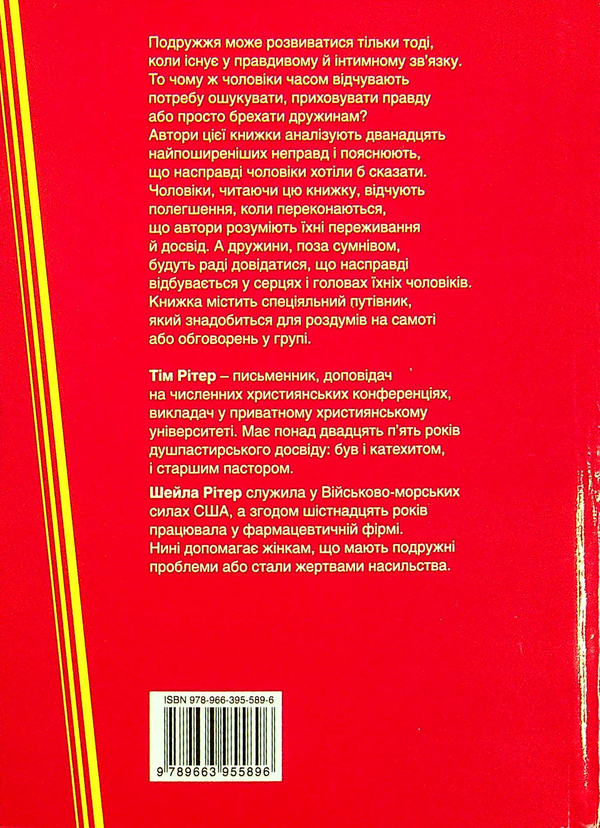 Подружжя може розвиватися тільки тоді,
коли існує у правдивому й інтимному зв'язку.
То чому ж чоловіки часом відчувають
потребу ошукувати, приховувати правду
або просто брехати дружинам?
Автори цієї книжки аналізують дванадцять
найпоширеніших неправд і пояснюють,
що насправді чоловіки хотіли б сказати.
Чоловіки, читаючи цю книжку, відчують
полегшення, коли переконаються,
що автори розуміють їхні переживання
й досвід. А дружини, поза сумнівом,
будуть раді довідатися, що насправді
відбувається у серцях і головах їхніх чоловіків.
Книжка містить спеціяльний путівник,
який знадобиться для роздумів на самоті
або обговорень у групі.
Тім Рітер – письменник, доповідач
на численних християнських конференціях,
викладач у приватному християнському
університеті. Має понад двадцять п'ять років
душпастирського досвіду: був і катехитом,
і старшим пастором.
Шейла Рітер служила у Військово-морських
силах США, а згодом шістнадцять років
працювала у фармацевтичній фірмі.
Нині допомагає жінкам, що мають подружні
проблеми або стали жертвами насильства.
ISBN 978-966-395-589-6
9 789663 955896